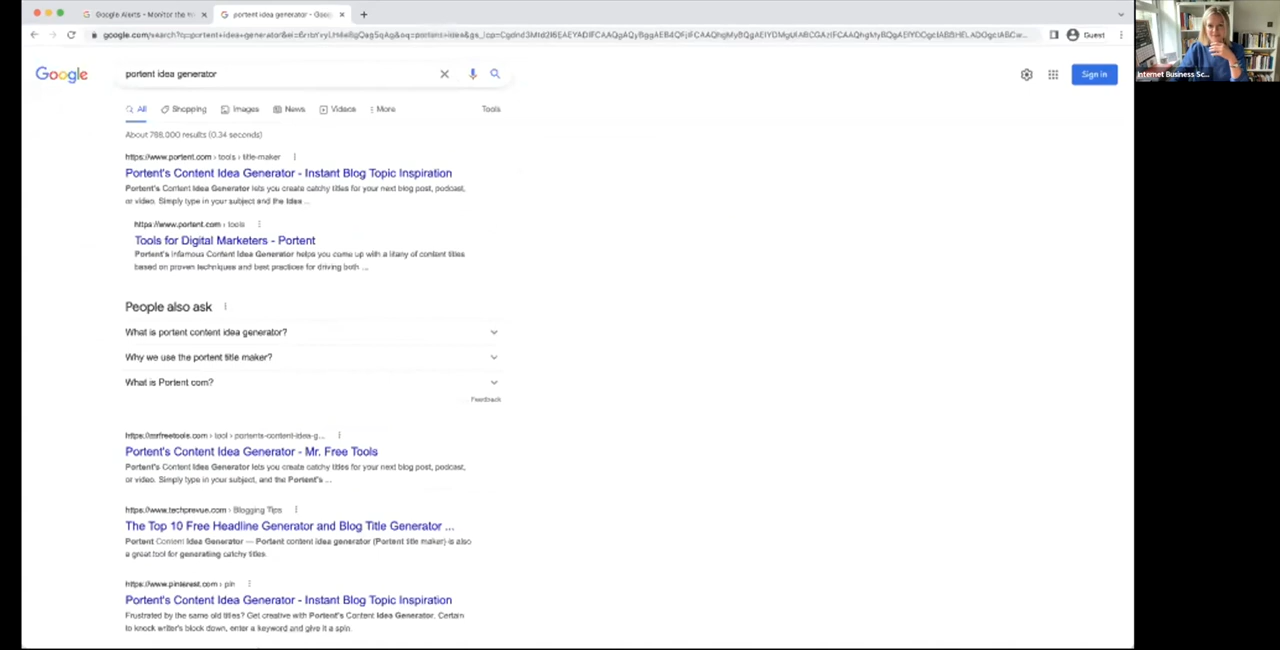 Google Alerts - Monitor the
portent idea generator - Goog
Guest
Google
portent idea generator
Sign in
Internet Business Sc...
All Shopping Images News Videos More Tools
About 768,000 results (0.34 seconds)
https://www.portent.com › tools › title-maker
Portent's Content Idea Generator - Instant Blog Topic Inspiration
Portent's Content Idea Generator lets you create catchy titles for your next blog post, podcast,
or video. Simply type in your subject and the Idea ...
https://www.portent.com › tools
Tools for Digital Marketers - Portent
Portent's infamous Content Idea Generator helps you come up with a litany of content titles
based on proven techniques and best practices for driving both ...
People also ask
What is portent content idea generator?
Why we use the portent title maker?
What is Portent com?
Feedback
https://mrfreetools.com › tool › portents-content-idea-g...
Portent's Content Idea Generator - Mr. Free Tools
Portent's Content Idea Generator lets you create catchy titles for your next blog post, podcast,
or video. Simply type in your subject, and the Portent's ...
https://www.techprevue.com › Blogging Tips
The Top 10 Free Headline Generator and Blog Title Generator ...
Portent Content Idea Generator — Portent content idea generator (Portent title maker) is also
a great tool for generating catchy titles.
https://www.pinterest.com › pin
Portent's Content Idea Generator - Instant Blog Topic Inspiration
Frustrated by the same old titles? Get creative with Portent's Content Idea Generator. Certain
to knock writer's block down, enter a keyword and give it a spin.